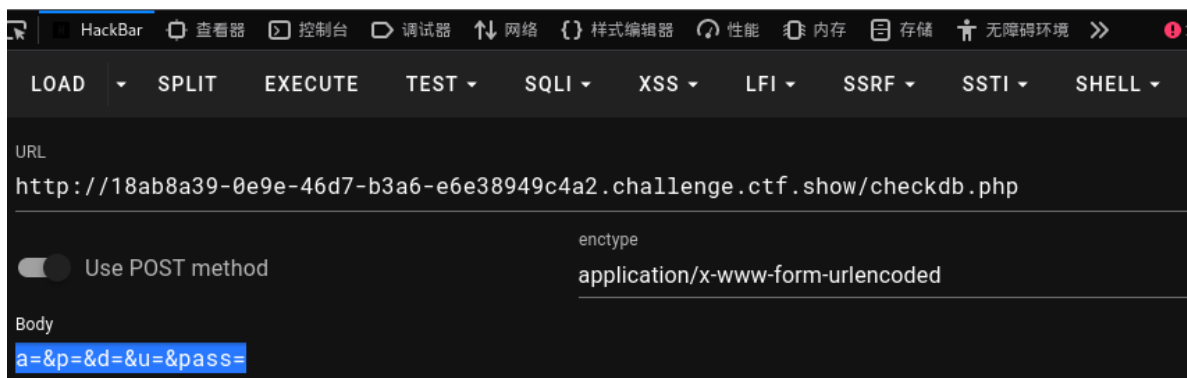 HackBar 查看器 控制台 调试器 网络 {} 样式编辑器 性能 内存 存储 无障碍环境
LOAD SPLIT EXECUTE TEST SQLI XSS LFI SSRF SSTI SHELL
URL
http://18ab8a39-0e9e-46d7-b3a6-e6e38949c4a2.challenge.ctf.show/checkdb.php
enctype
Use POST method
application/x-www-form-urlencoded
Body
a=&p=&d=&u=&pass=